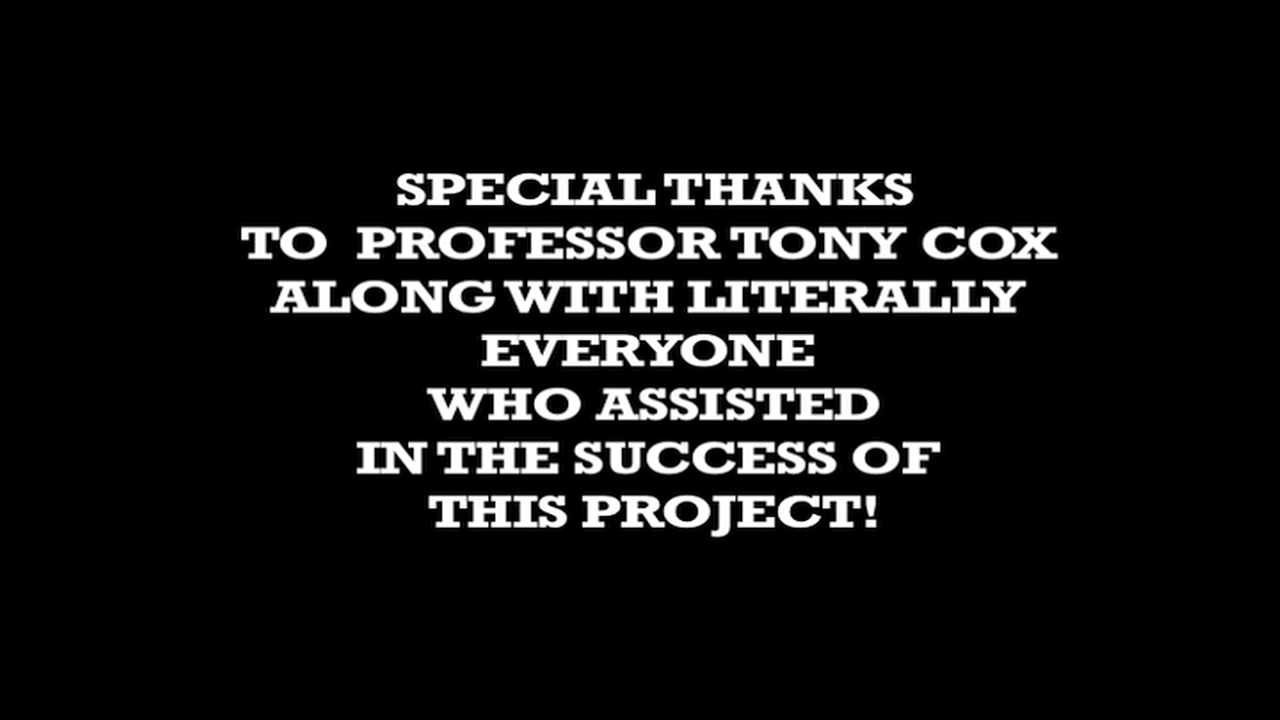 SPECIAL THANKS
TO PROFESSOR TONY COX
ALONG WITH LITERALLY
EVERYONE
WHO ASSISTED
IN THE SUCCESS OF
THIS PROJECT!